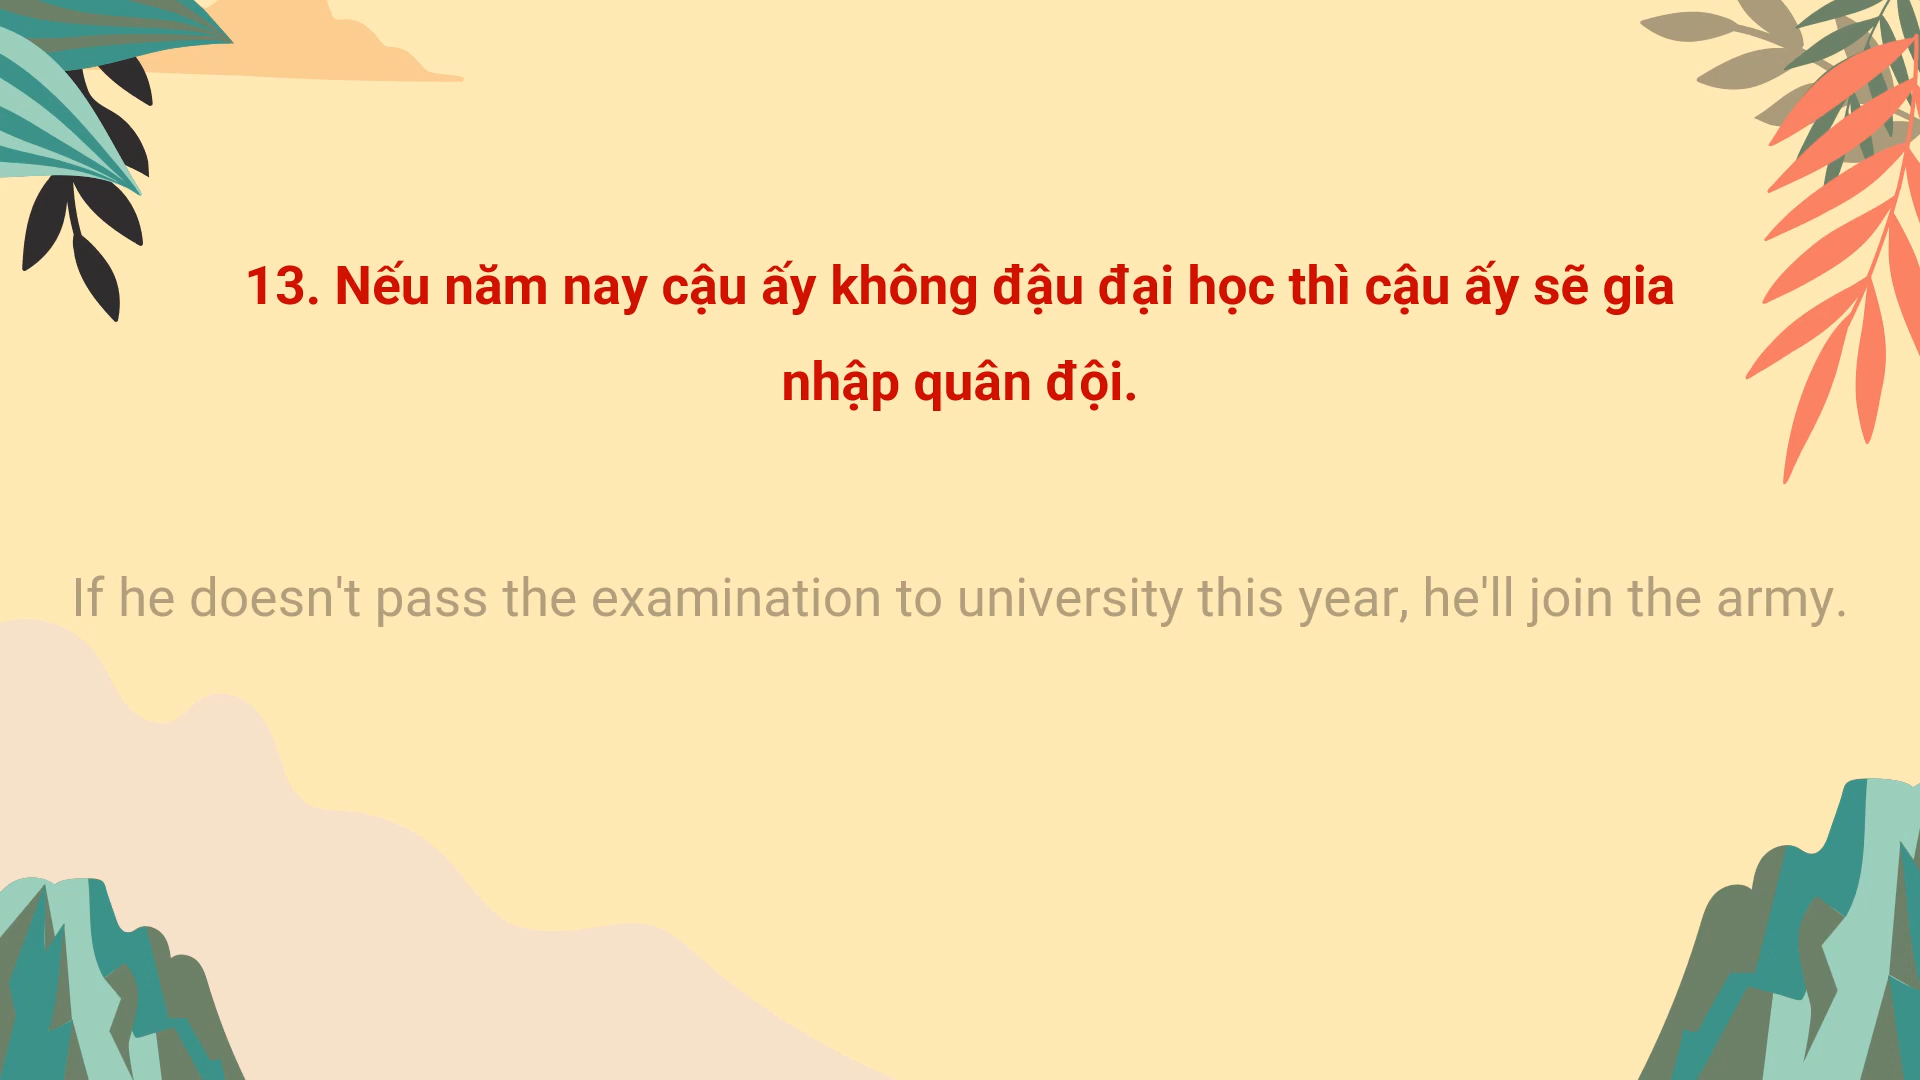 13. Nếu năm nay cậu ấy không đậu đại học thì cậu ấy sẽ gia
nhập quân đội.
If he doesn't pass the examination to university this year, he'll join the army.